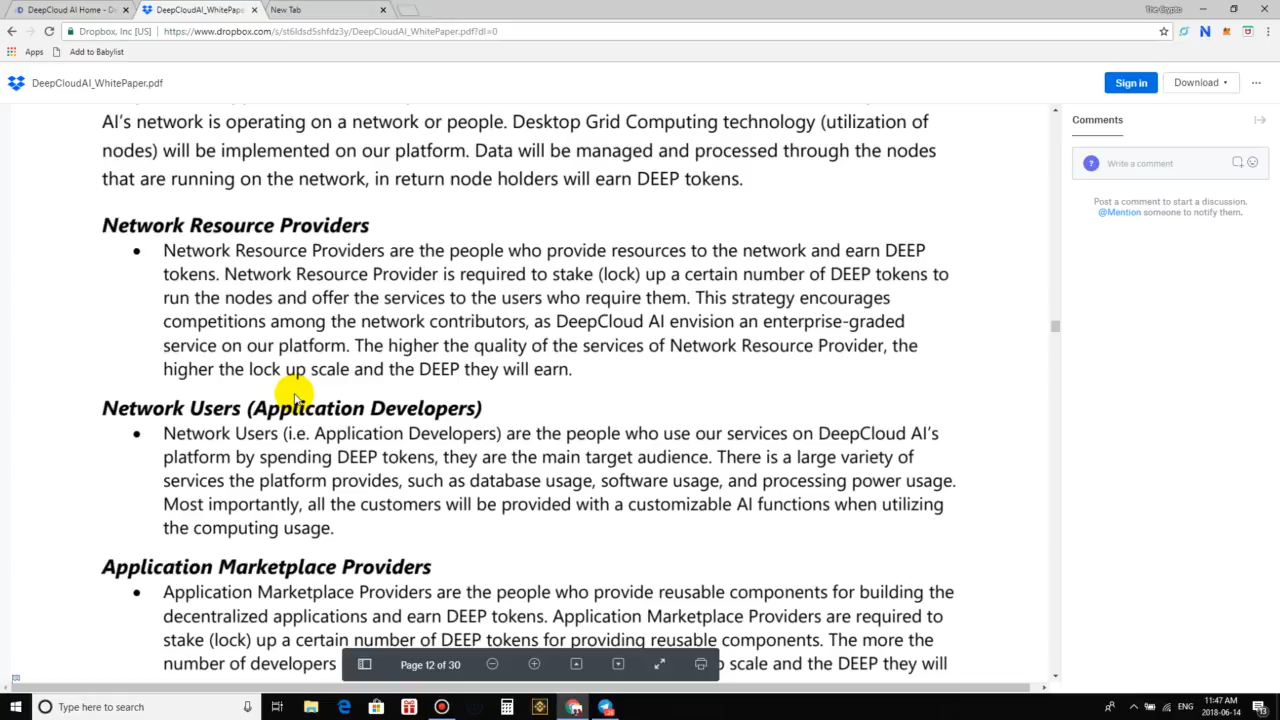 DeepCloud AI Home - De
DeepCloudAI_WhitePaper.p
New Tab
The Crypto
Dropbox, Inc [US]
https://www.dropbox.com/s/st6ldsd5shfdz3y/DeepCloudAI_WhitePaper.pdf?dl=0
Apps
Add to Babylist
DeepCloudAI_WhitePaper.pdf
Sign in
Download
AI’s network is operating on a network or people. Desktop Grid Computing technology (utilization of
nodes) will be implemented on our platform. Data will be managed and processed through the nodes
that are running on the network, in return node holders will earn DEEP tokens.
Network Resource Providers
• Network Resource Providers are the people who provide resources to the network and earn DEEP
tokens. Network Resource Provider is required to stake (lock) up a certain number of DEEP tokens to
run the nodes and offer the services to the users who require them. This strategy encourages
competitions among the network contributors, as DeepCloud AI envision an enterprise-graded
service on our platform. The higher the quality of the services of Network Resource Provider, the
higher the lock up scale and the DEEP they will earn.
Network Users (Application Developers)
• Network Users (i.e. Application Developers) are the people who use our services on DeepCloud AI’s
platform by spending DEEP tokens, they are the main target audience. There is a large variety of
services the platform provides, such as database usage, software usage, and processing power usage.
Most importantly, all the customers will be provided with a customizable AI functions when utilizing
the computing usage.
Application Marketplace Providers
• Application Marketplace Providers are the people who provide reusable components for building the
decentralized applications and earn DEEP tokens. Application Marketplace Providers are required to
stake (lock) up a certain number of DEEP tokens for providing reusable components. The more the
number of developers
scale and the DEEP they will
Page 12 of 30
Comments
?
Write a comment
Post a comment to start a discussion.
@Mention someone to notify them.
Type here to search
ENG
11:47 AM
2018-06-14